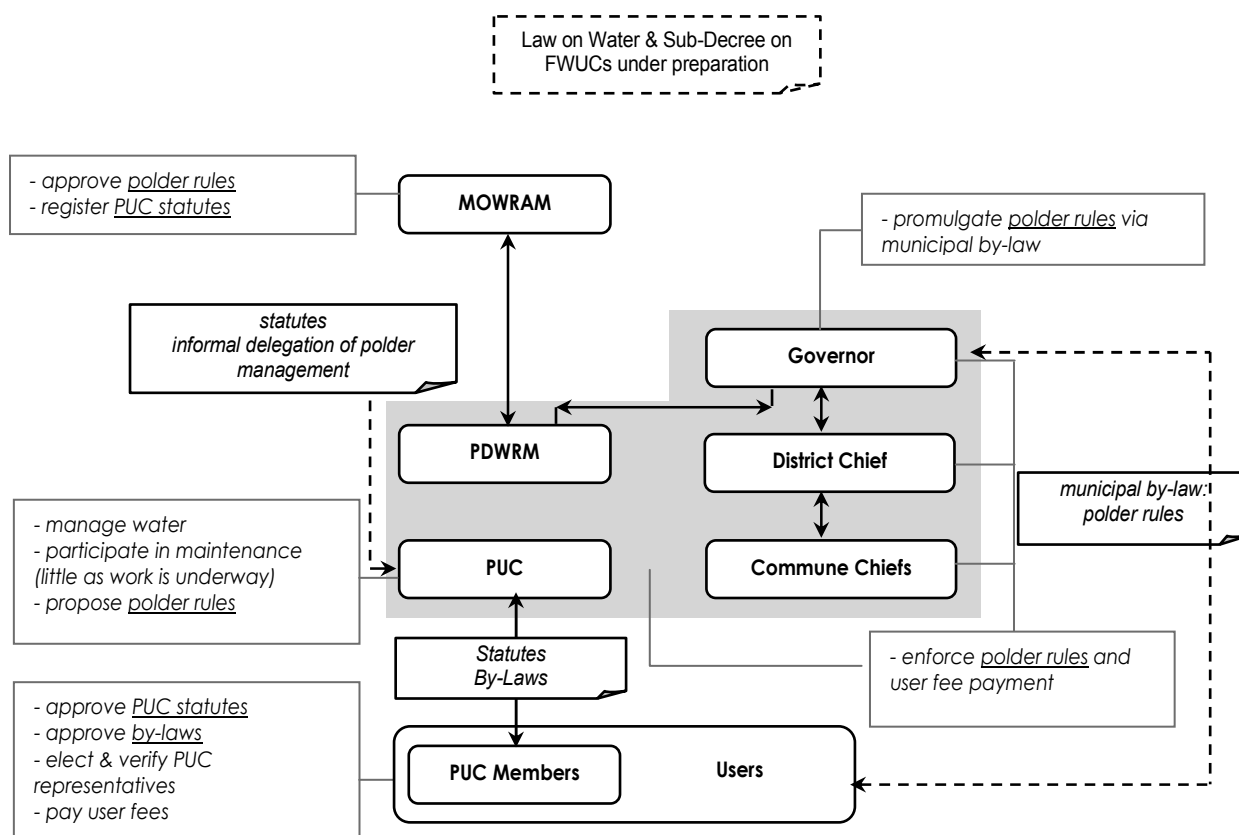 Law on Water & Sub-Decree on
FWUCs under preparation
- approve polder rules
- register PUC statutes
MOWRAM
- promulgate polder rules via
municipal by-law
statutes
informal delegation of polder
management
Governor
PDWRM
District Chief
municipal by-law:
polder rules
- manage water
- participate in maintenance
(little as work is underway)
- propose polder rules
PUC
Commune Chiefs
Statutes
By-Laws
- enforce polder rules and
user fee payment
- approve PUC statutes
- approve by-laws
- elect & verify PUC
representatives
- pay user fees
PUC Members
Users